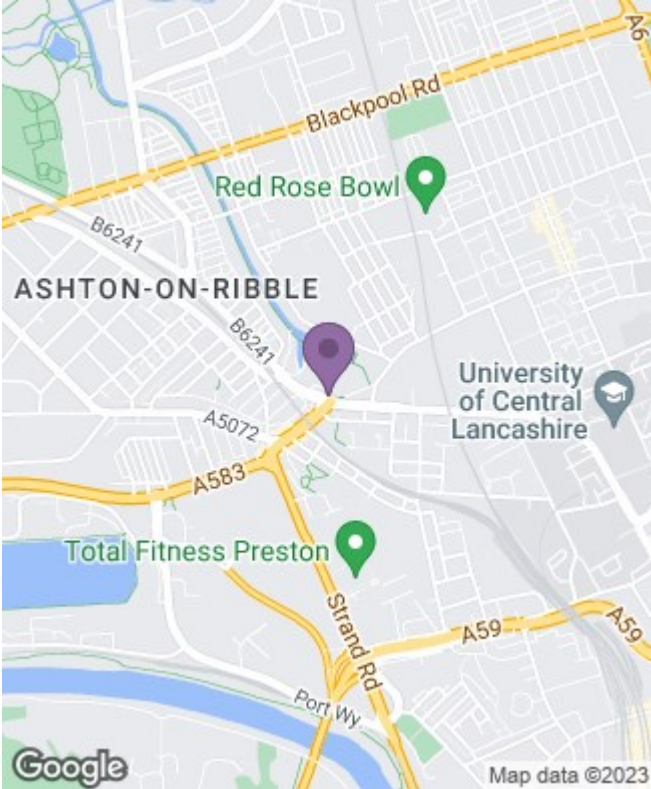 A6
Blackpool Rd
Red Rose Bowl
B6241
ASHTON-ON-RIBBLE
B6241
University
of Central
Lancashire
A5072
A583
Total Fitness Preston
Strand Rd
A59
A59
Port Wy
Google
Map data ©2023